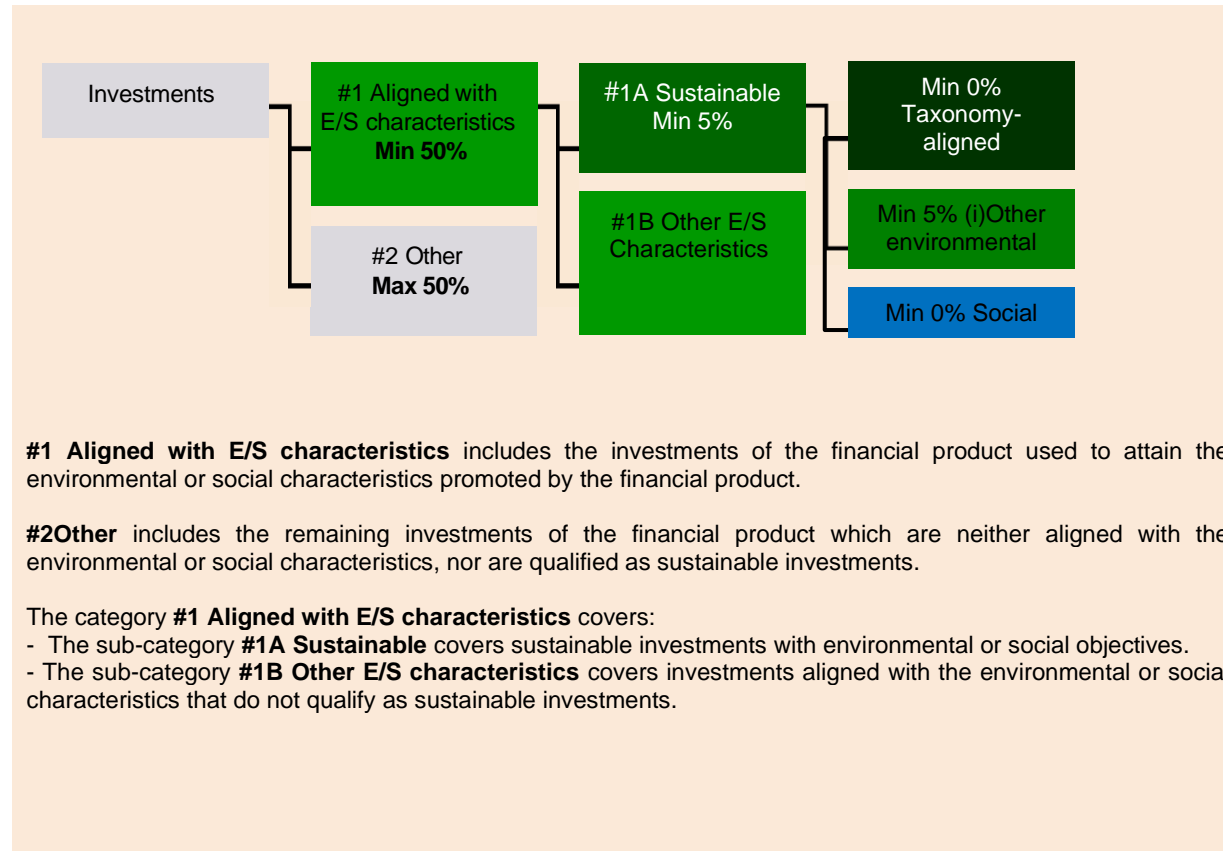 Investments
#1 Aligned with
E/S characteristics
Min 50%
#2 Other
Max 50%
#1A Sustainable
Min 5%
#1B Other E/S
Characteristics
Min 0%
Taxonomy-
aligned
Min 5% (i)Other
environmental
Min 0% Social
#1 Aligned with E/S characteristics includes the investments of the financial product used to attain the
environmental or social characteristics promoted by the financial product.
#2Other includes the remaining investments of the financial product which are neither aligned with the
environmental or social characteristics, nor are qualified as sustainable investments.
The category #1 Aligned with E/S characteristics covers:
- The sub-category #1A Sustainable covers sustainable investments with environmental or social objectives.
- The sub-category #1B Other E/S characteristics covers investments aligned with the environmental or social
characteristics that do not qualify as sustainable investments.